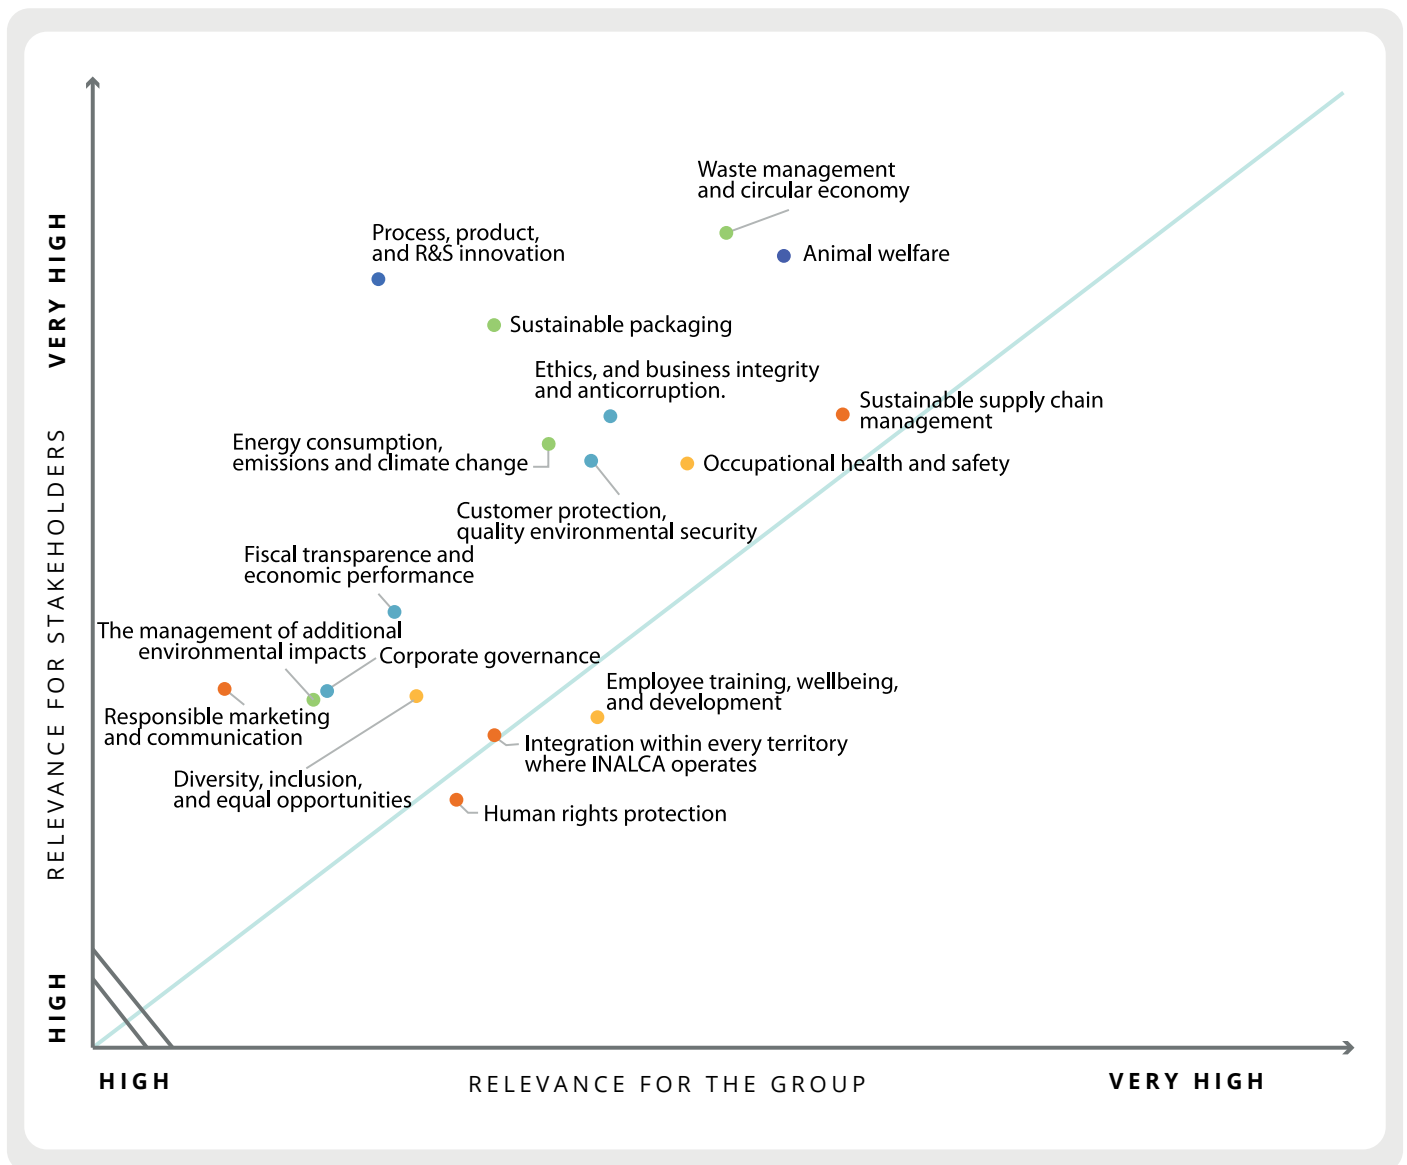 Waste management
and circular economy
Process, product,
and R&S innovation
Animal welfare
Sustainable packaging
Ethics, and business integrity
and anticorruption.
Sustainable supply chain
management
Energy consumption,
emissions and climate change
Occupational health and safety
Customer protection,
quality environmental security
Fiscal transparence and
economic performance
The management of additional
environmental impacts
Corporate governance
Employee training, wellbeing,
and development
Responsible marketing
and communication
Integration within every territory
where INALCA operates
Diversity, inclusion,
and equal opportunities
Human rights protection
VERY HIGH
RELEVANCE FOR STAKEHOLDERS
HIGH
HIGH
RELEVANCE FOR THE GROUP
VERY HIGH